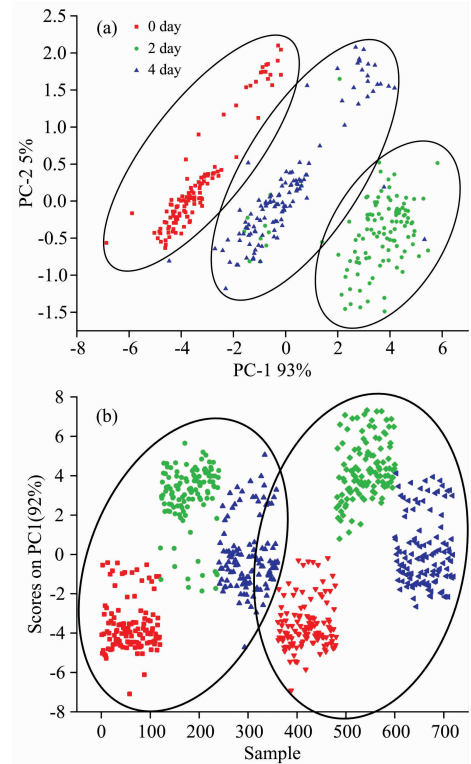 (a)
0 day
2 day
4 day
2.5
2.0
1.5
1.0
0.5
0.0
-0.5
-1.0
-1.5
PC-2 5%
-8 -6 -4 -2 0 2 4 6
PC-1 93%
(b)
8
6
4
2
0
-2
-4
-6
-8
Scores on PC1(92%)
0 100 200 300 400 500 600 700
Sample